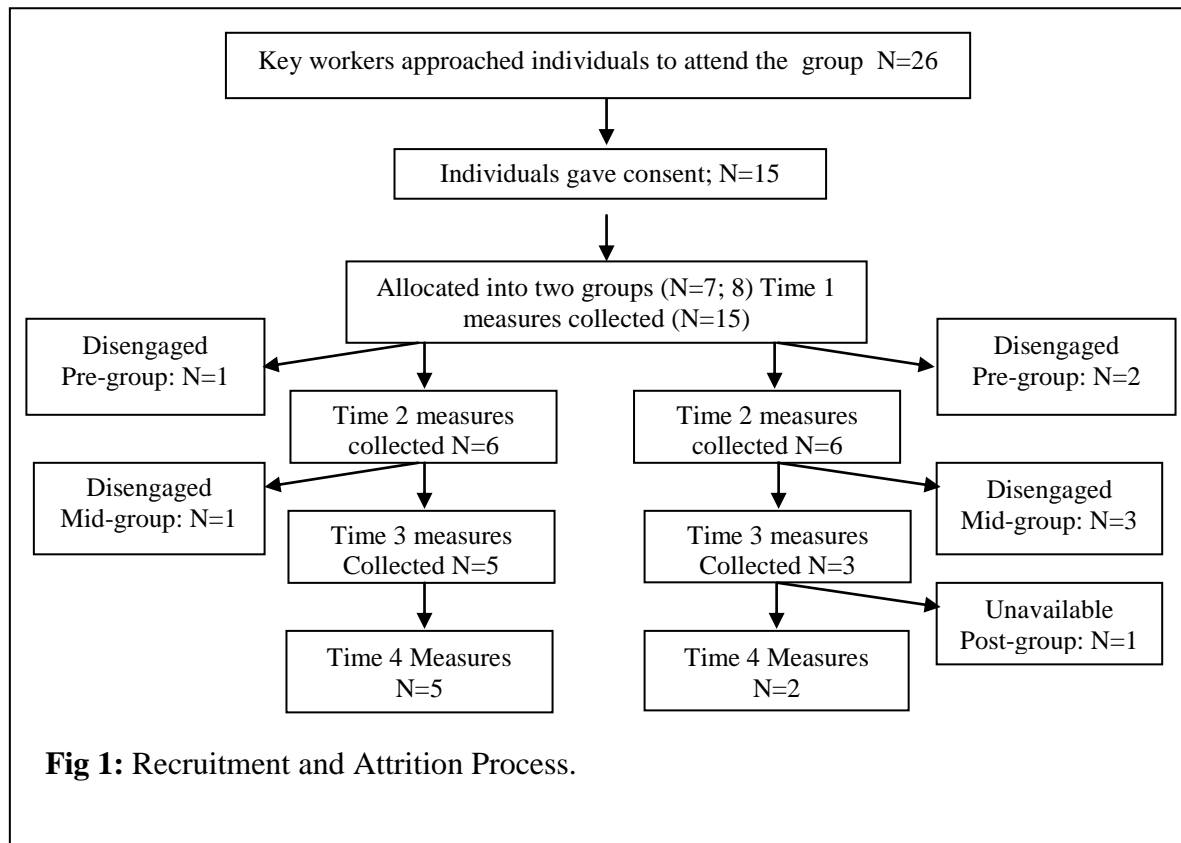 Key workers approached individuals to attend the group N=26
Individuals gave consent; N=15
Allocated into two groups (N=7; 8) Time 1
measures collected (N=15)
Disengaged
Pre-group: N=1
Disengaged
Pre-group: N=2
Time 2 measures
collected N=6
Time 2 measures
collected N=6
Disengaged
Mid-group: N=1
Disengaged
Mid-group: N=3
Time 3 measures
Collected N=5
Time 3 measures
Collected N=3
Unavailable
Post-group: N=1
Time 4 Measures
N=5
Time 4 Measures
N=2
Fig 1: Recruitment and Attrition Process.